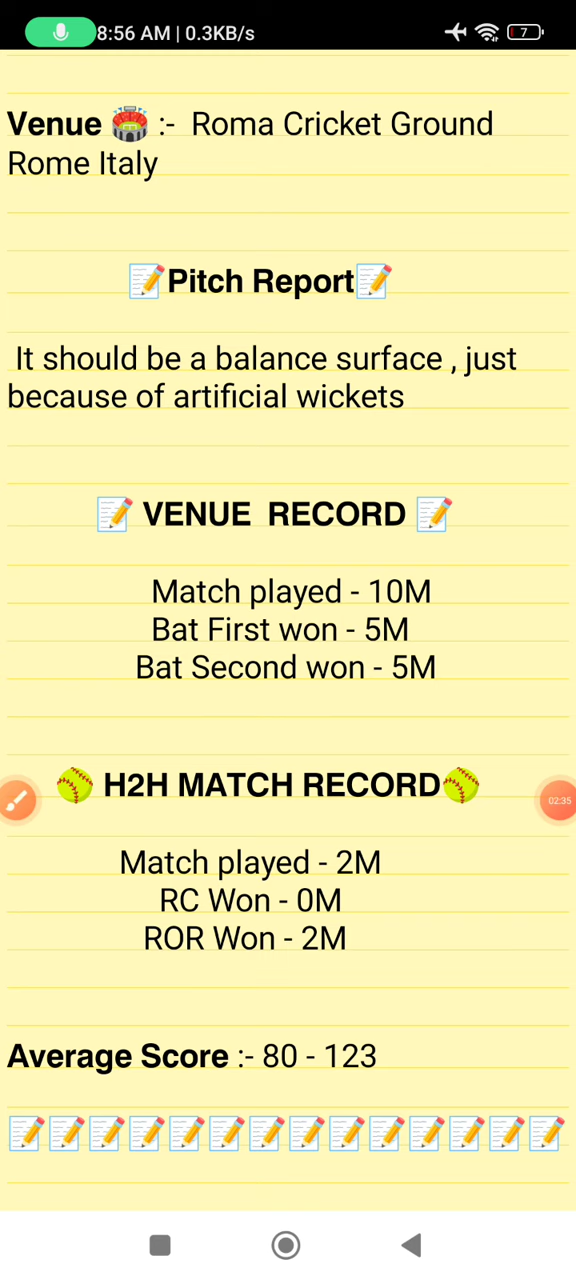 8:56 AM | 0.3KB/s
7
Venue 🏟️ :- Roma Cricket Ground
Rome Italy
📝Pitch Report📝
It should be a balance surface , just
because of artificial wickets
📝 VENUE RECORD 📝
Match played - 10M
Bat First won - 5M
Bat Second won - 5M
🥎 H2H MATCH RECORD🥎
02:35
Match played - 2M
RC Won - 0M
ROR Won - 2M
Average Score :- 80 - 123
📝📝📝📝📝📝📝📝📝📝📝📝📝📝